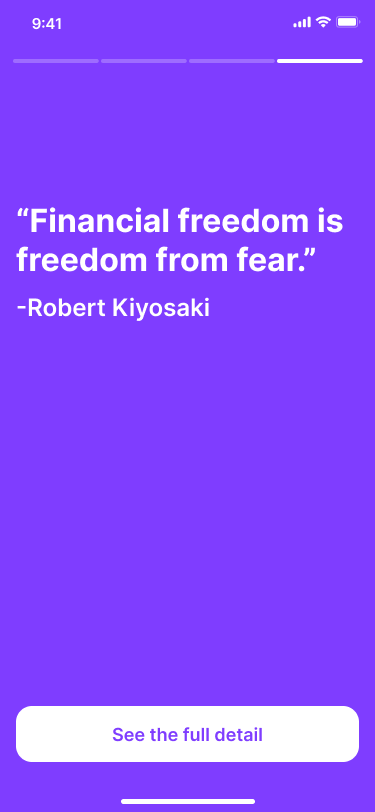 9:41
“Financial freedom is
freedom from fear.”
-Robert Kiyosaki
See the full detail